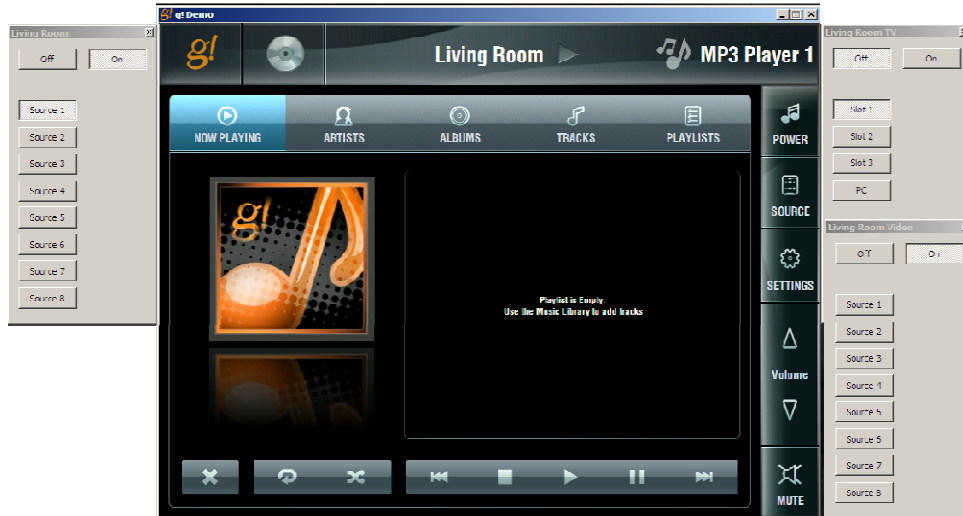 Living Room
Off
On
Source 1
Source 2
Source 3
Source 4
Source 5
Source 6
Source 7
Source 8
g! Demo
g!
Living Room
MP3 Player 1
NOW PLAYING
ARTISTS
ALBUMS
TRACKS
PLAYLISTS
g!
Playlist is Empty.
Use the Music Library to add tracks
POWER
SOURCE
SETTINGS
Volume
MUTE
Living Room TV
Off
On
Slot 1
Slot 2
Slot 3
PC
Living Room Video
Off
On
Source 1
Source 2
Source 3
Source 4
Source 5
Source 6
Source 7
Source 8